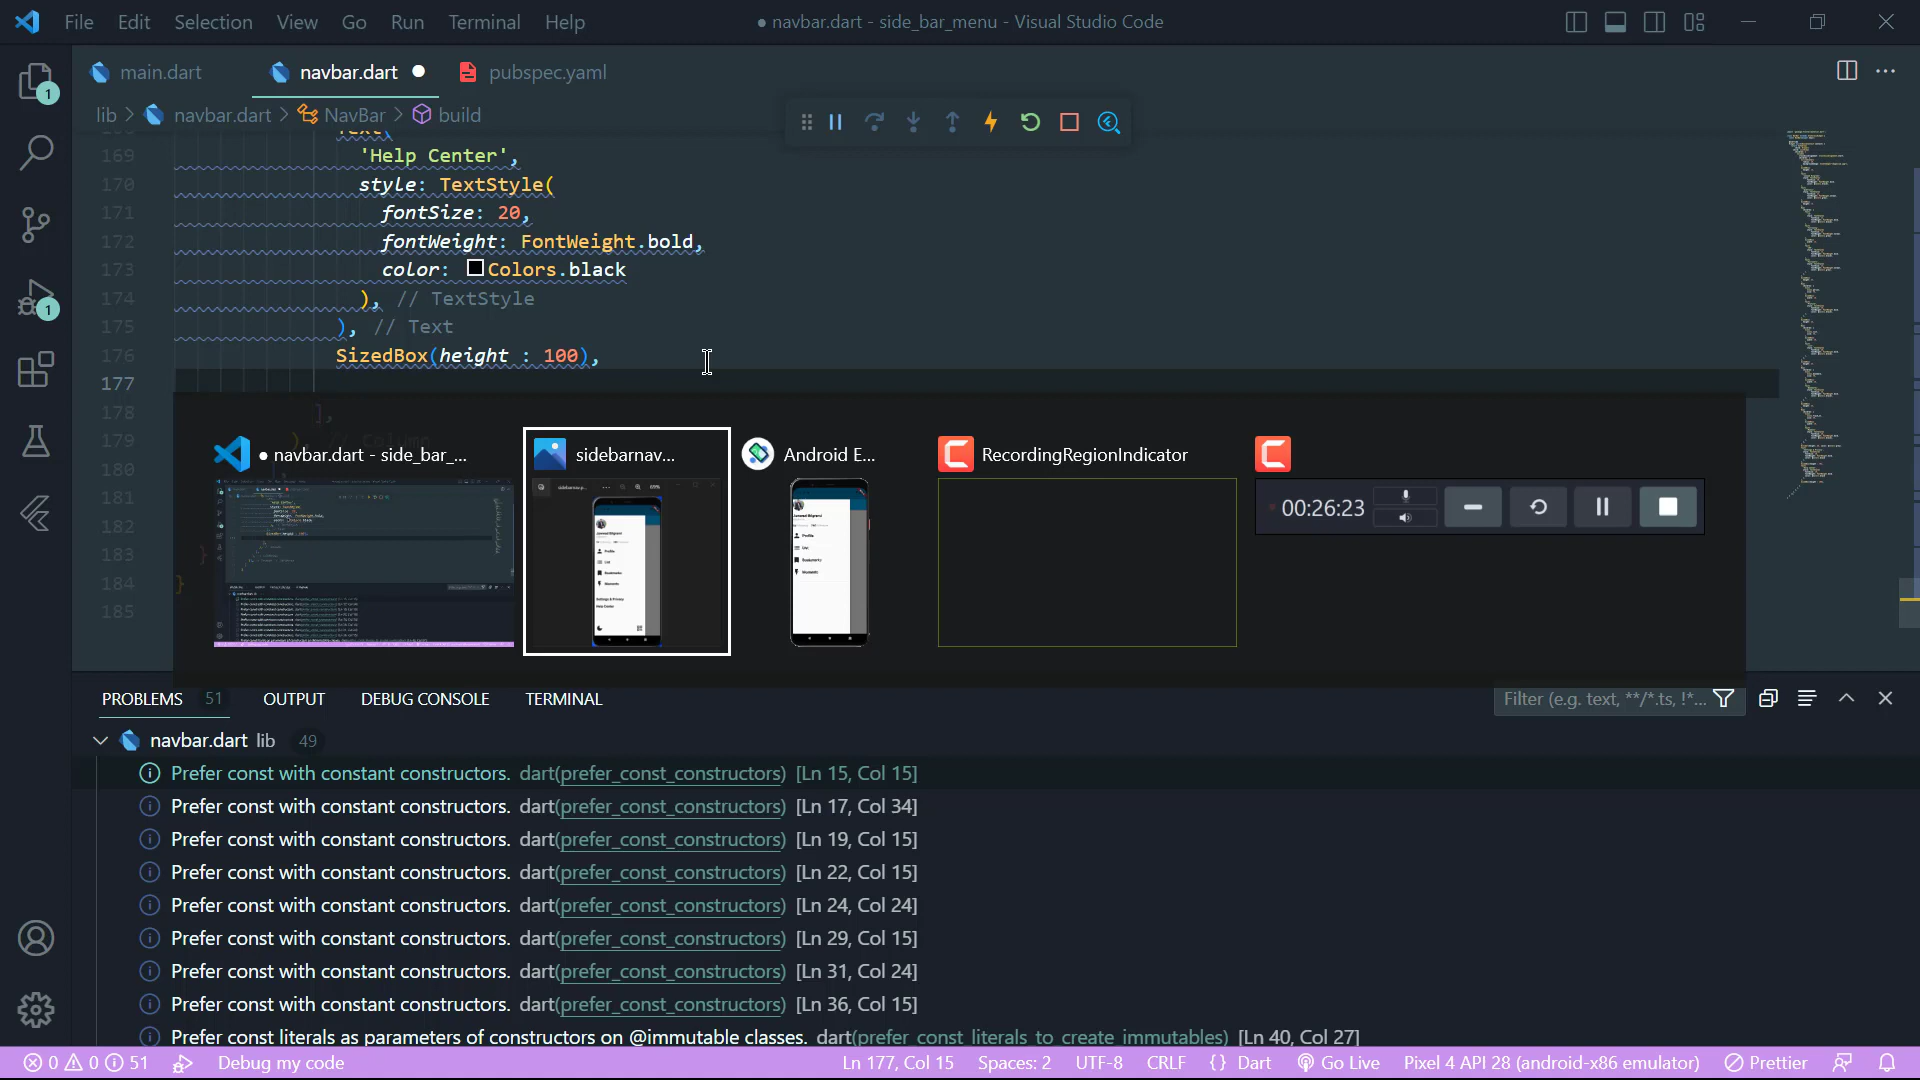 File Edit Selection View Go Run Terminal Help
● navbar.dart - side_bar_menu - Visual Studio Code
main.dart navbar.dart pubspec.yaml
lib > navbar.dart > NavBar > build
Text(
169 'Help Center',
170 style: TextStyle(
171 fontSize: 20,
172 fontWeight: FontWeight.bold,
173 color: Colors.black
174 ), // TextStyle
175 ), // Text
176 SizedBox(height : 100),
177
178 ],
179 ), // Column
180
181
182
183 }
184 }
185
● navbar.dart - side_bar_...
sidebarnav...
Android E...
RecordingRegionIndicator
00:26:23
PROBLEMS 51 OUTPUT DEBUG CONSOLE TERMINAL
Filter (e.g. text, **/*.ts, !*...
navbar.dart lib 49
Prefer const with constant constructors. dart(prefer_const_constructors) [Ln 15, Col 15]
Prefer const with constant constructors. dart(prefer_const_constructors) [Ln 17, Col 34]
Prefer const with constant constructors. dart(prefer_const_constructors) [Ln 19, Col 15]
Prefer const with constant constructors. dart(prefer_const_constructors) [Ln 22, Col 15]
Prefer const with constant constructors. dart(prefer_const_constructors) [Ln 24, Col 24]
Prefer const with constant constructors. dart(prefer_const_constructors) [Ln 29, Col 15]
Prefer const with constant constructors. dart(prefer_const_constructors) [Ln 31, Col 24]
Prefer const with constant constructors. dart(prefer_const_constructors) [Ln 36, Col 15]
Prefer const literals as parameters of constructors on @immutable classes. dart(prefer_const_literals_to_create_immutables) [Ln 40, Col 27]
0 0 51 Debug my code Ln 177, Col 15 Spaces: 2 UTF-8 CRLF {} Dart Go Live Pixel 4 API 28 (android-x86 emulator) Prettier